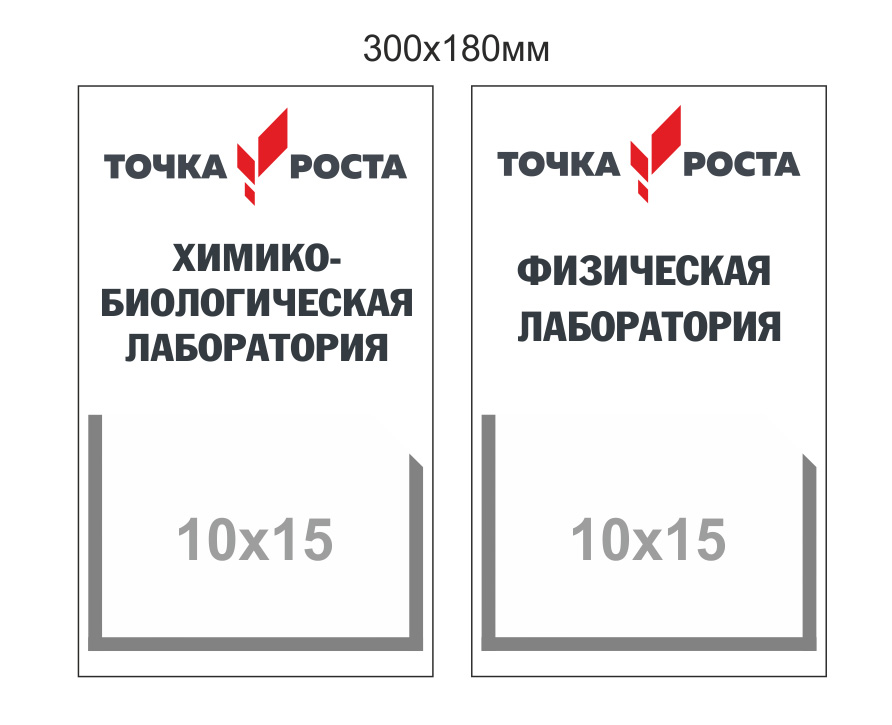 300х180мм
ТОЧКА РОСТА
ХИМИКО-
БИОЛОГИЧЕСКАЯ
ЛАБОРАТОРИЯ
10х15
ТОЧКА РОСТА
ФИЗИЧЕСКАЯ
ЛАБОРАТОРИЯ
10х15